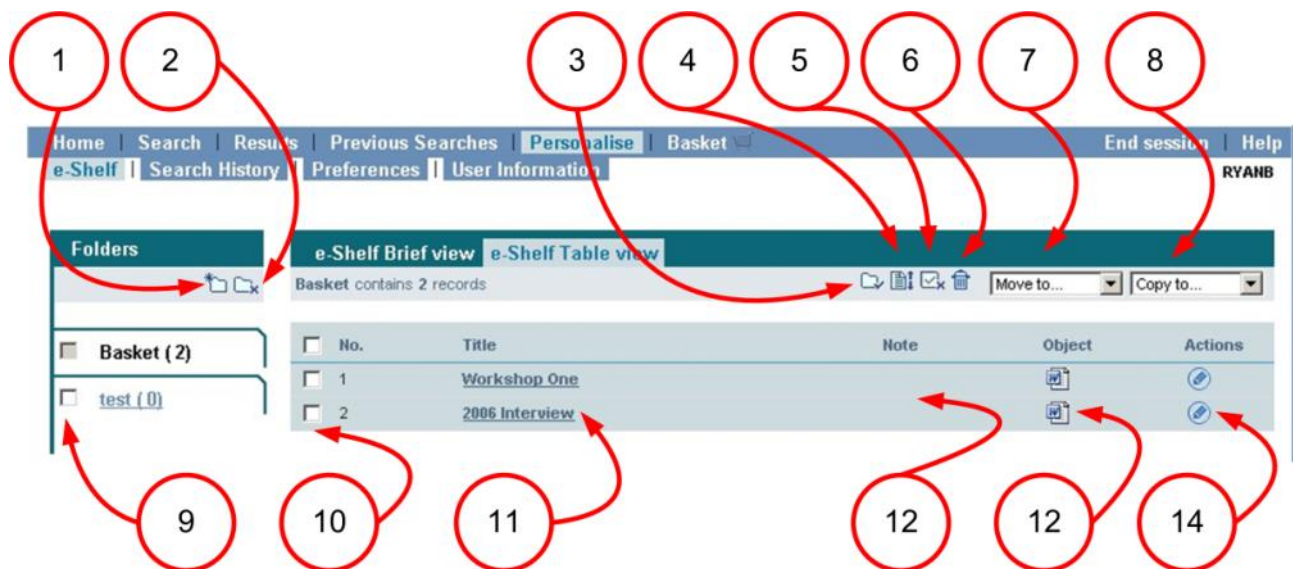 1 2 3 4 5 6 7 8
Home | Search | Results | Previous Searches | Personalise | Basket End session | Help
e-Shelf | Search History | Preferences | User Information RYANB
Folders e-Shelf Brief view e-Shelf Table view
Basket contains 2 records Move to... Copy to...
Basket ( 2) No. Title Note Object Actions
1 Workshop One
test ( 0) 2 2006 Interview
9 10 11 12 12 14